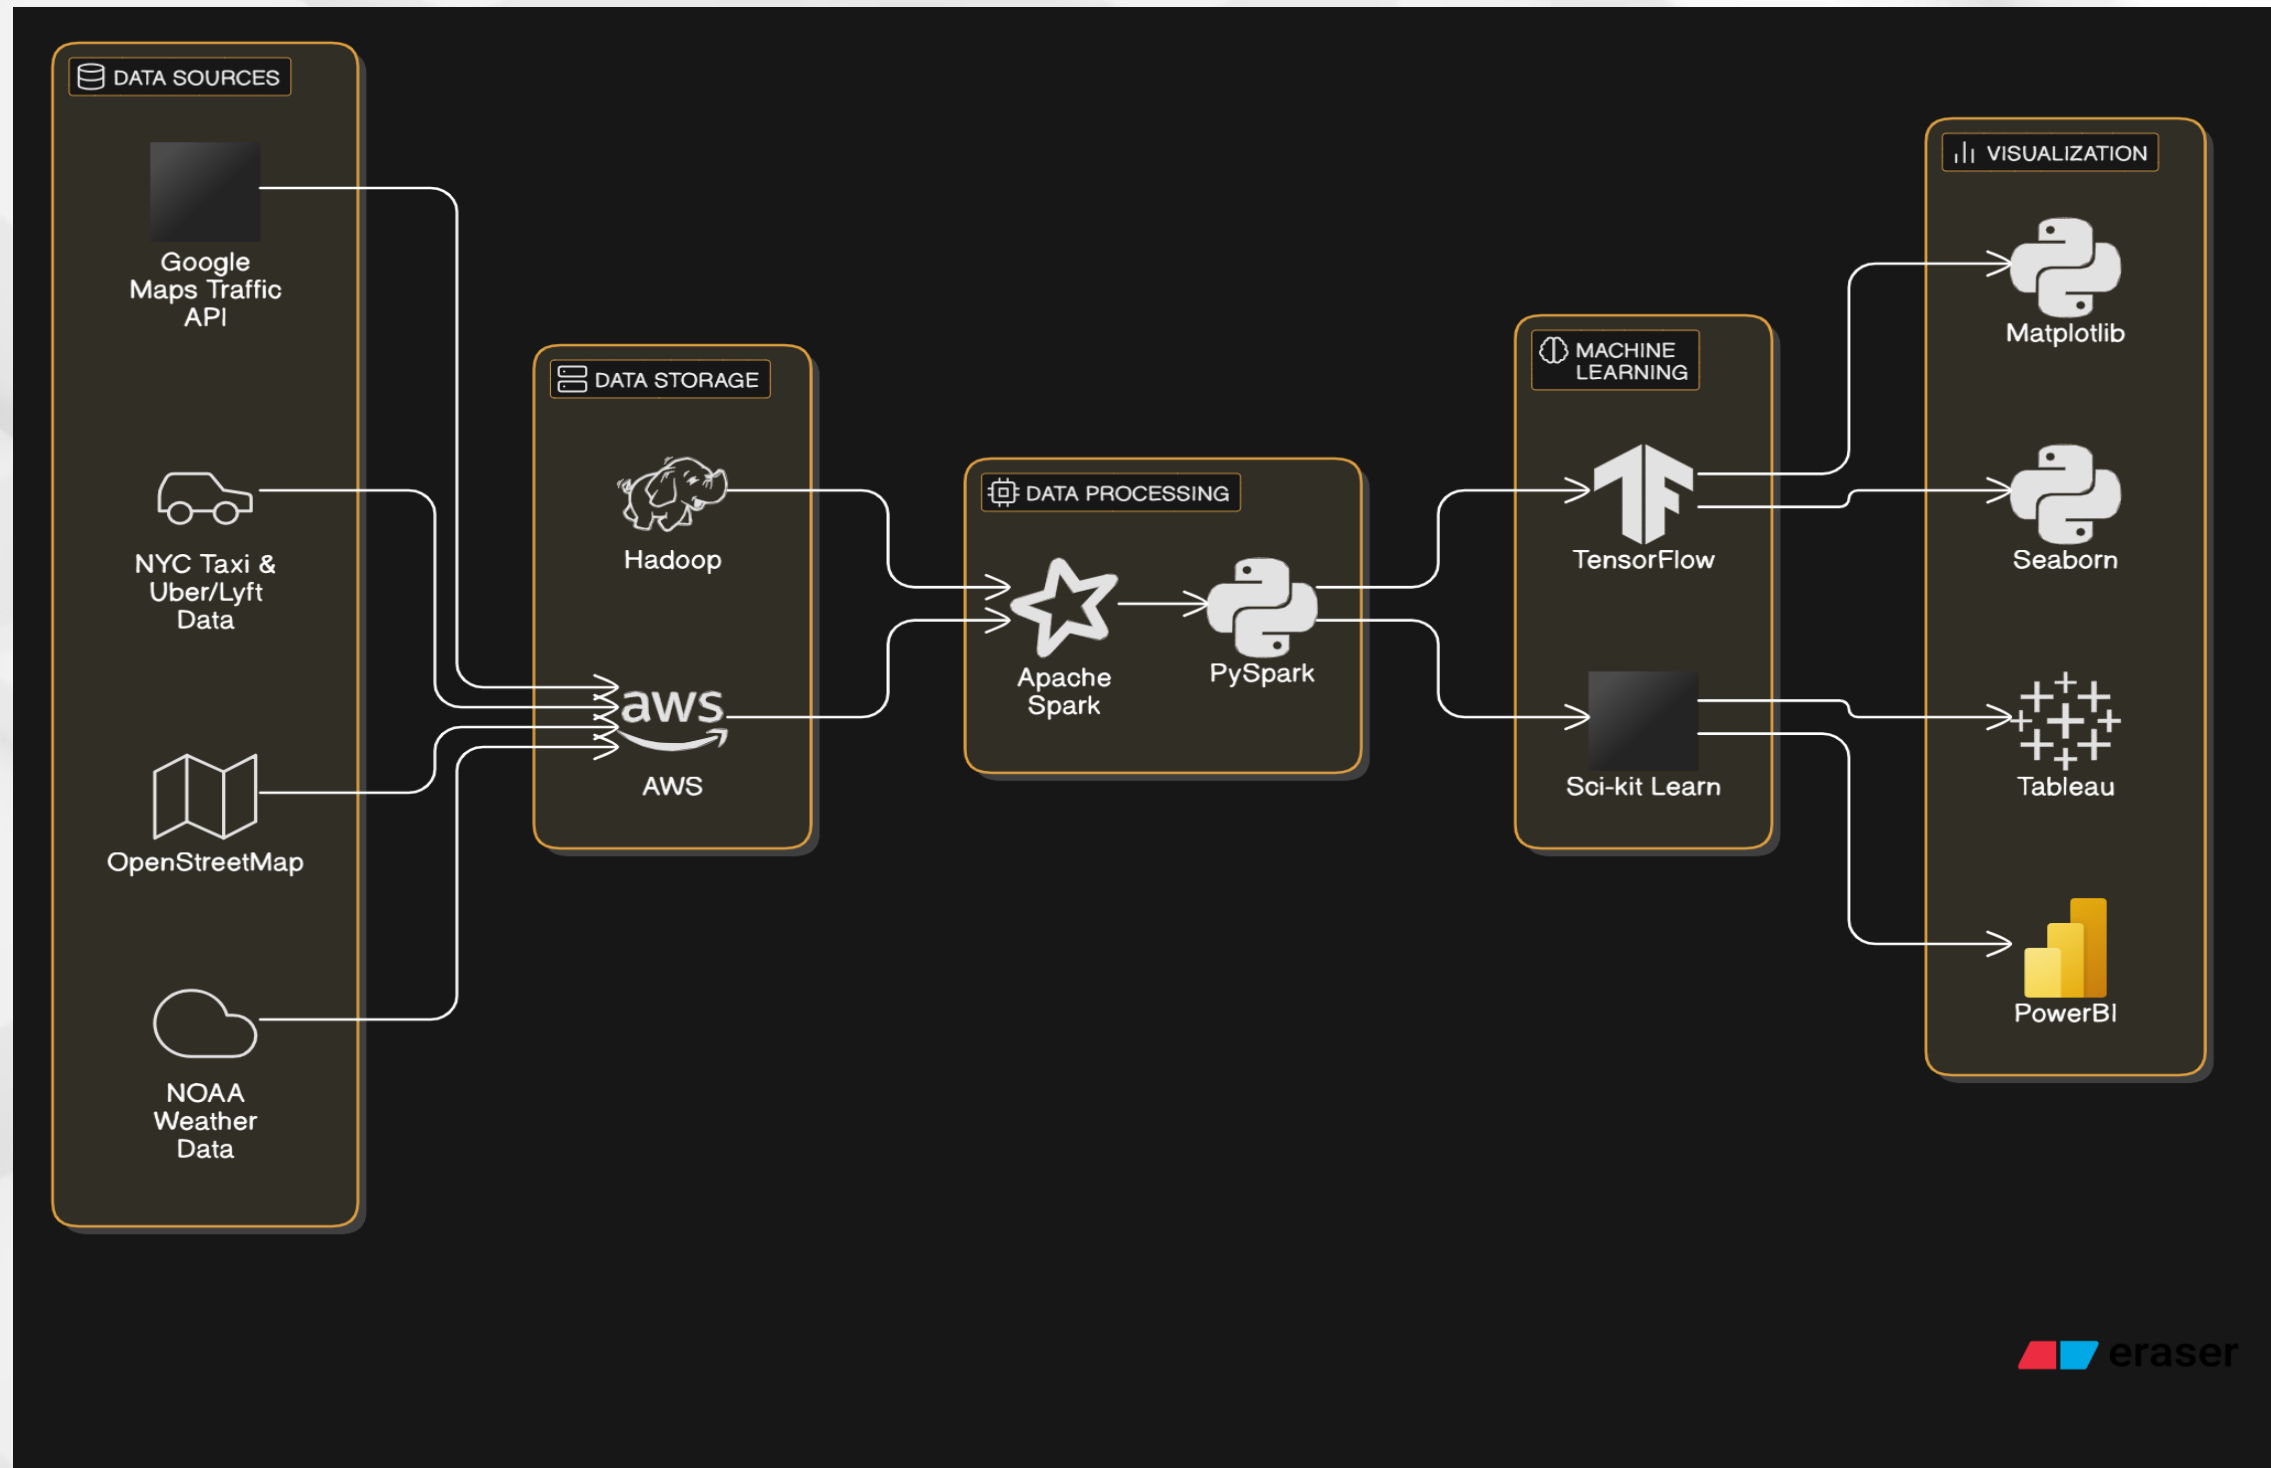 DATA SOURCES
Google
Maps Traffic
API
NYC Taxi &
Uber/Lyft
Data
OpenStreetMap
NOAA
Weather
Data
DATA STORAGE
Hadoop
aws
AWS
DATA PROCESSING
Apache
Spark
PySpark
MACHINE
LEARNING
TensorFlow
Sci-kit Learn
VISUALIZATION
Matplotlib
Seaborn
Tableau
PowerBI
eraser